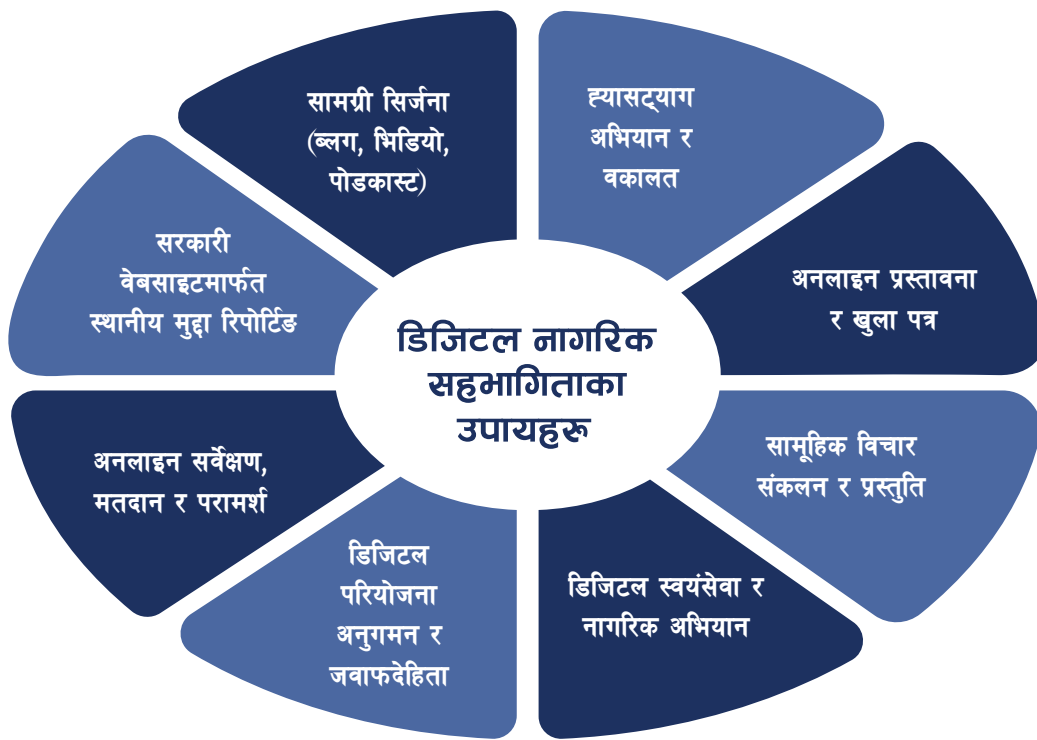 डिजिटल नागरिक
सहभागिताका
उपायहरू
ह्यासट्याग
अभियान र
वकालत
अनलाइन प्रस्तावना
र खुला पत्र
सामूहिक विचार
संकलन र प्रस्तुति
डिजिटल स्वयंसेवा र
नागरिक अभियान
डिजिटल
परियोजना
अनुगमन र
जवाफदेहिता
अनलाइन सर्वेक्षण,
मतदान र परामर्श
सरकारी
वेबसाइटमार्फत
स्थानीय मुद्दा रिपोर्टिङ
सामग्री सिर्जना
(ब्लग, भिडियो,
पोडकास्ट)